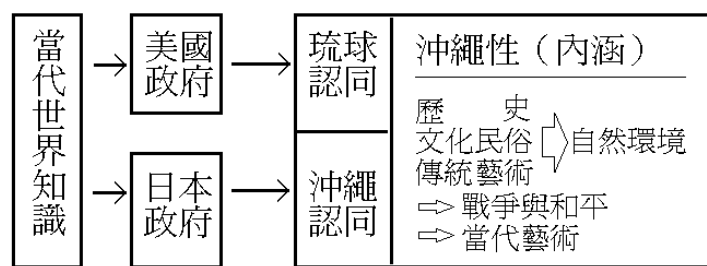 當代世界知識
美國
政府
日本
政府
琉球
認同
沖繩
認同
沖繩性（內涵）
歷 史
文化民俗
傳統藝術
自然環境
戰爭與和平
當代藝術